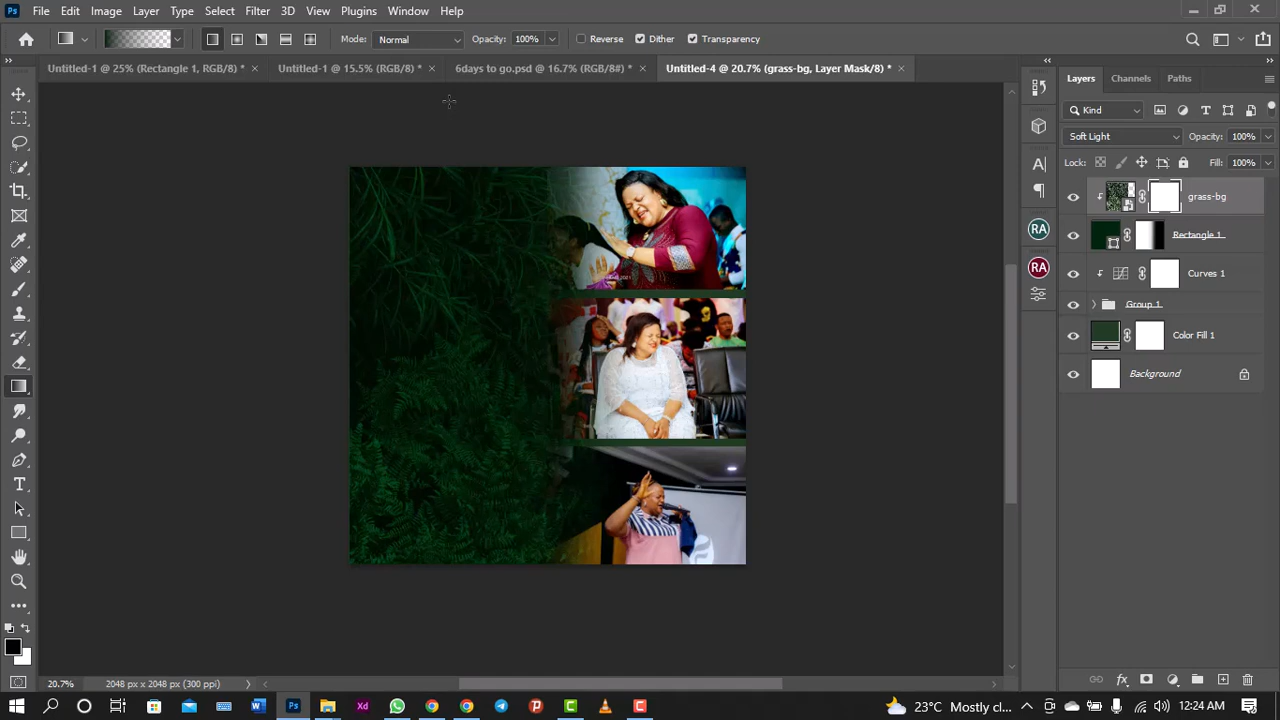 Ps File Edit Image Layer Type Select Filter 3D View Plugins Window Help
Mode: Normal Opacity: 100% Reverse Dither Transparency
Untitled-1 @ 25% (Rectangle 1, RGB/8) * × Untitled-1 @ 15.5% (RGB/8) * × 6days to go.psd @ 16.7% (RGB/8#) * × Untitled-4 @ 20.7% (grass-bg, Layer Mask/8) * ×
Layers Channels Paths
Kind
Soft Light Opacity: 100%
Lock: Fill: 100%
grass-bg
Rectangle 1
Curves 1
Group 1
Color Fill 1
Background
RA
RA
20.7% 2048 px x 2048 px (300 ppi)
23°C Mostly cl... 12:24 AM